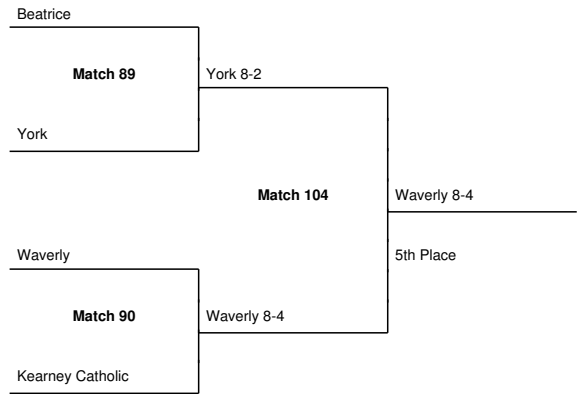 Beatrice
Match 89
York 8-2
York
Match 104
Waverly 8-4
Waverly
5th Place
Match 90
Waverly 8-4
Kearney Catholic